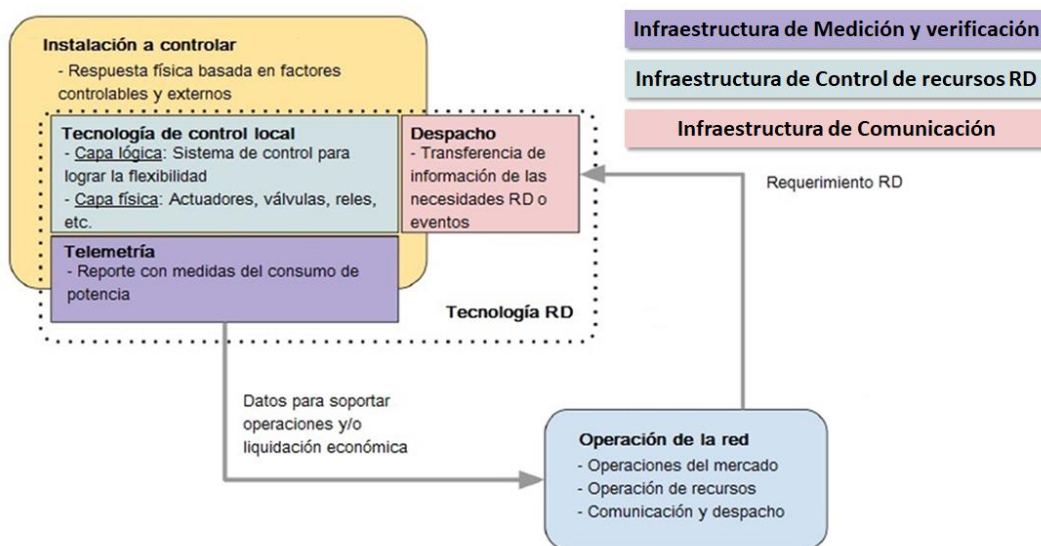 Instalación a controlar
- Respuesta física basada en factores
controlables y externos
Tecnología de control local
- Capa lógica: Sistema de control para
lograr la flexibilidad
- Capa física: Actuadores, válvulas, reles,
etc.
Despacho
- Transferencia de
información de las
necesidades RD o
eventos
Telemetría
- Reporte con medidas del consumo de
potencia
Tecnología RD
Infraestructura de Medición y verificación
Infraestructura de Control de recursos RD
Infraestructura de Comunicación
Requerimiento RD
Datos para soportar
operaciones y/o
liquidación económica
Operación de la red
- Operaciones del mercado
- Operación de recursos
- Comunicación y despacho